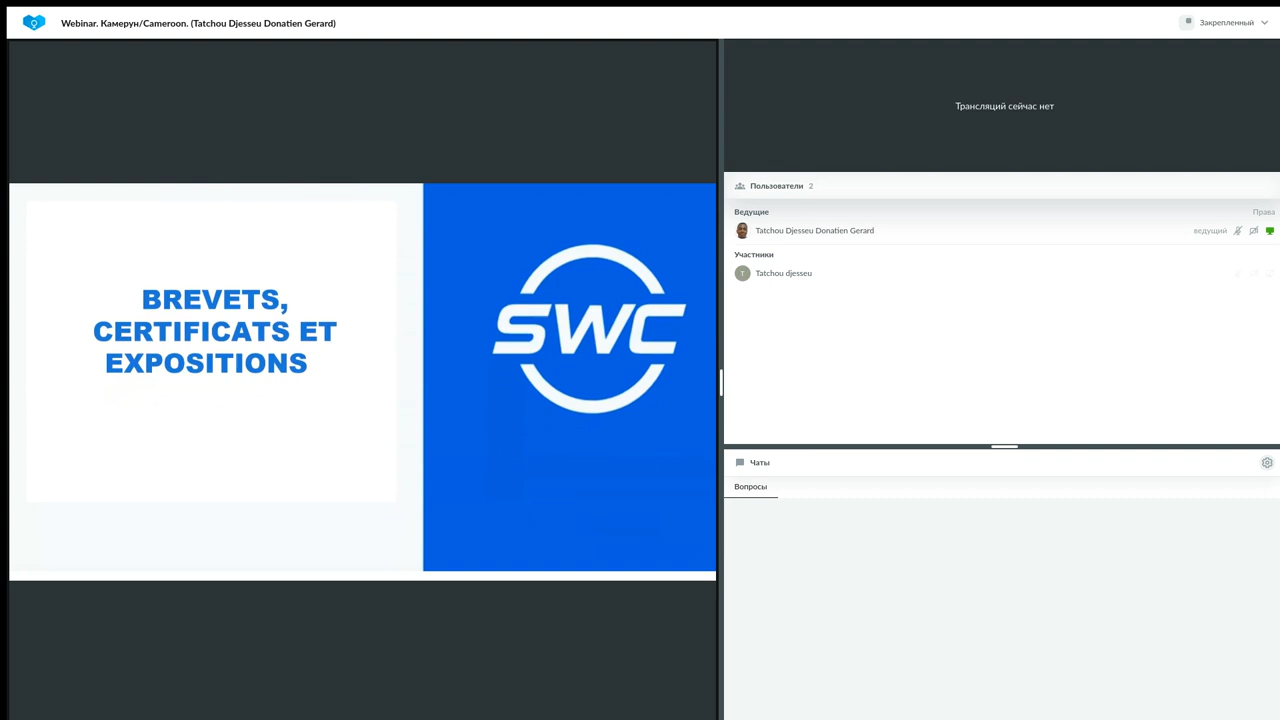 Webinar. Камерун/Cameroon. (Tatchou Djesseu Donatien Gerard)
Закрепленный
BREVETS,
CERTIFICATS ET
EXPOSITIONS
SWC
Трансляций сейчас нет
Пользователи 2
Ведущие Права
Tatchou Djesseu Donatien Gerard ведущий
Участники
T Tatchou djesseu
Чаты
Вопросы